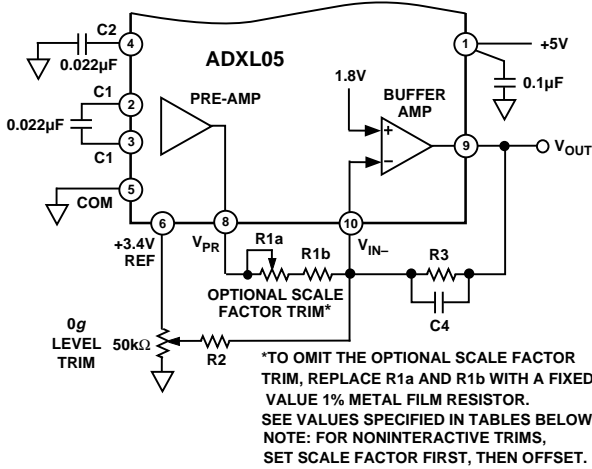 C2
4
0.022µF
ADXL05
1
+5V
0.1µF
C1
2
PRE-AMP
1.8V
BUFFER
AMP
0.022µF
3
C1
+
–
9
VOUT
5
COM
6
8
10
+3.4V
REF
VPR
R1a
R1b
VIN–
R3
OPTIONAL SCALE
FACTOR TRIM*
C4
0g
LEVEL
TRIM
50kΩ
R2
*TO OMIT THE OPTIONAL SCALE FACTOR
TRIM, REPLACE R1a AND R1b WITH A FIXED
VALUE 1% METAL FILM RESISTOR.
SEE VALUES SPECIFIED IN TABLES BELOW
NOTE: FOR NONINTERACTIVE TRIMS,
SET SCALE FACTOR FIRST, THEN OFFSET.